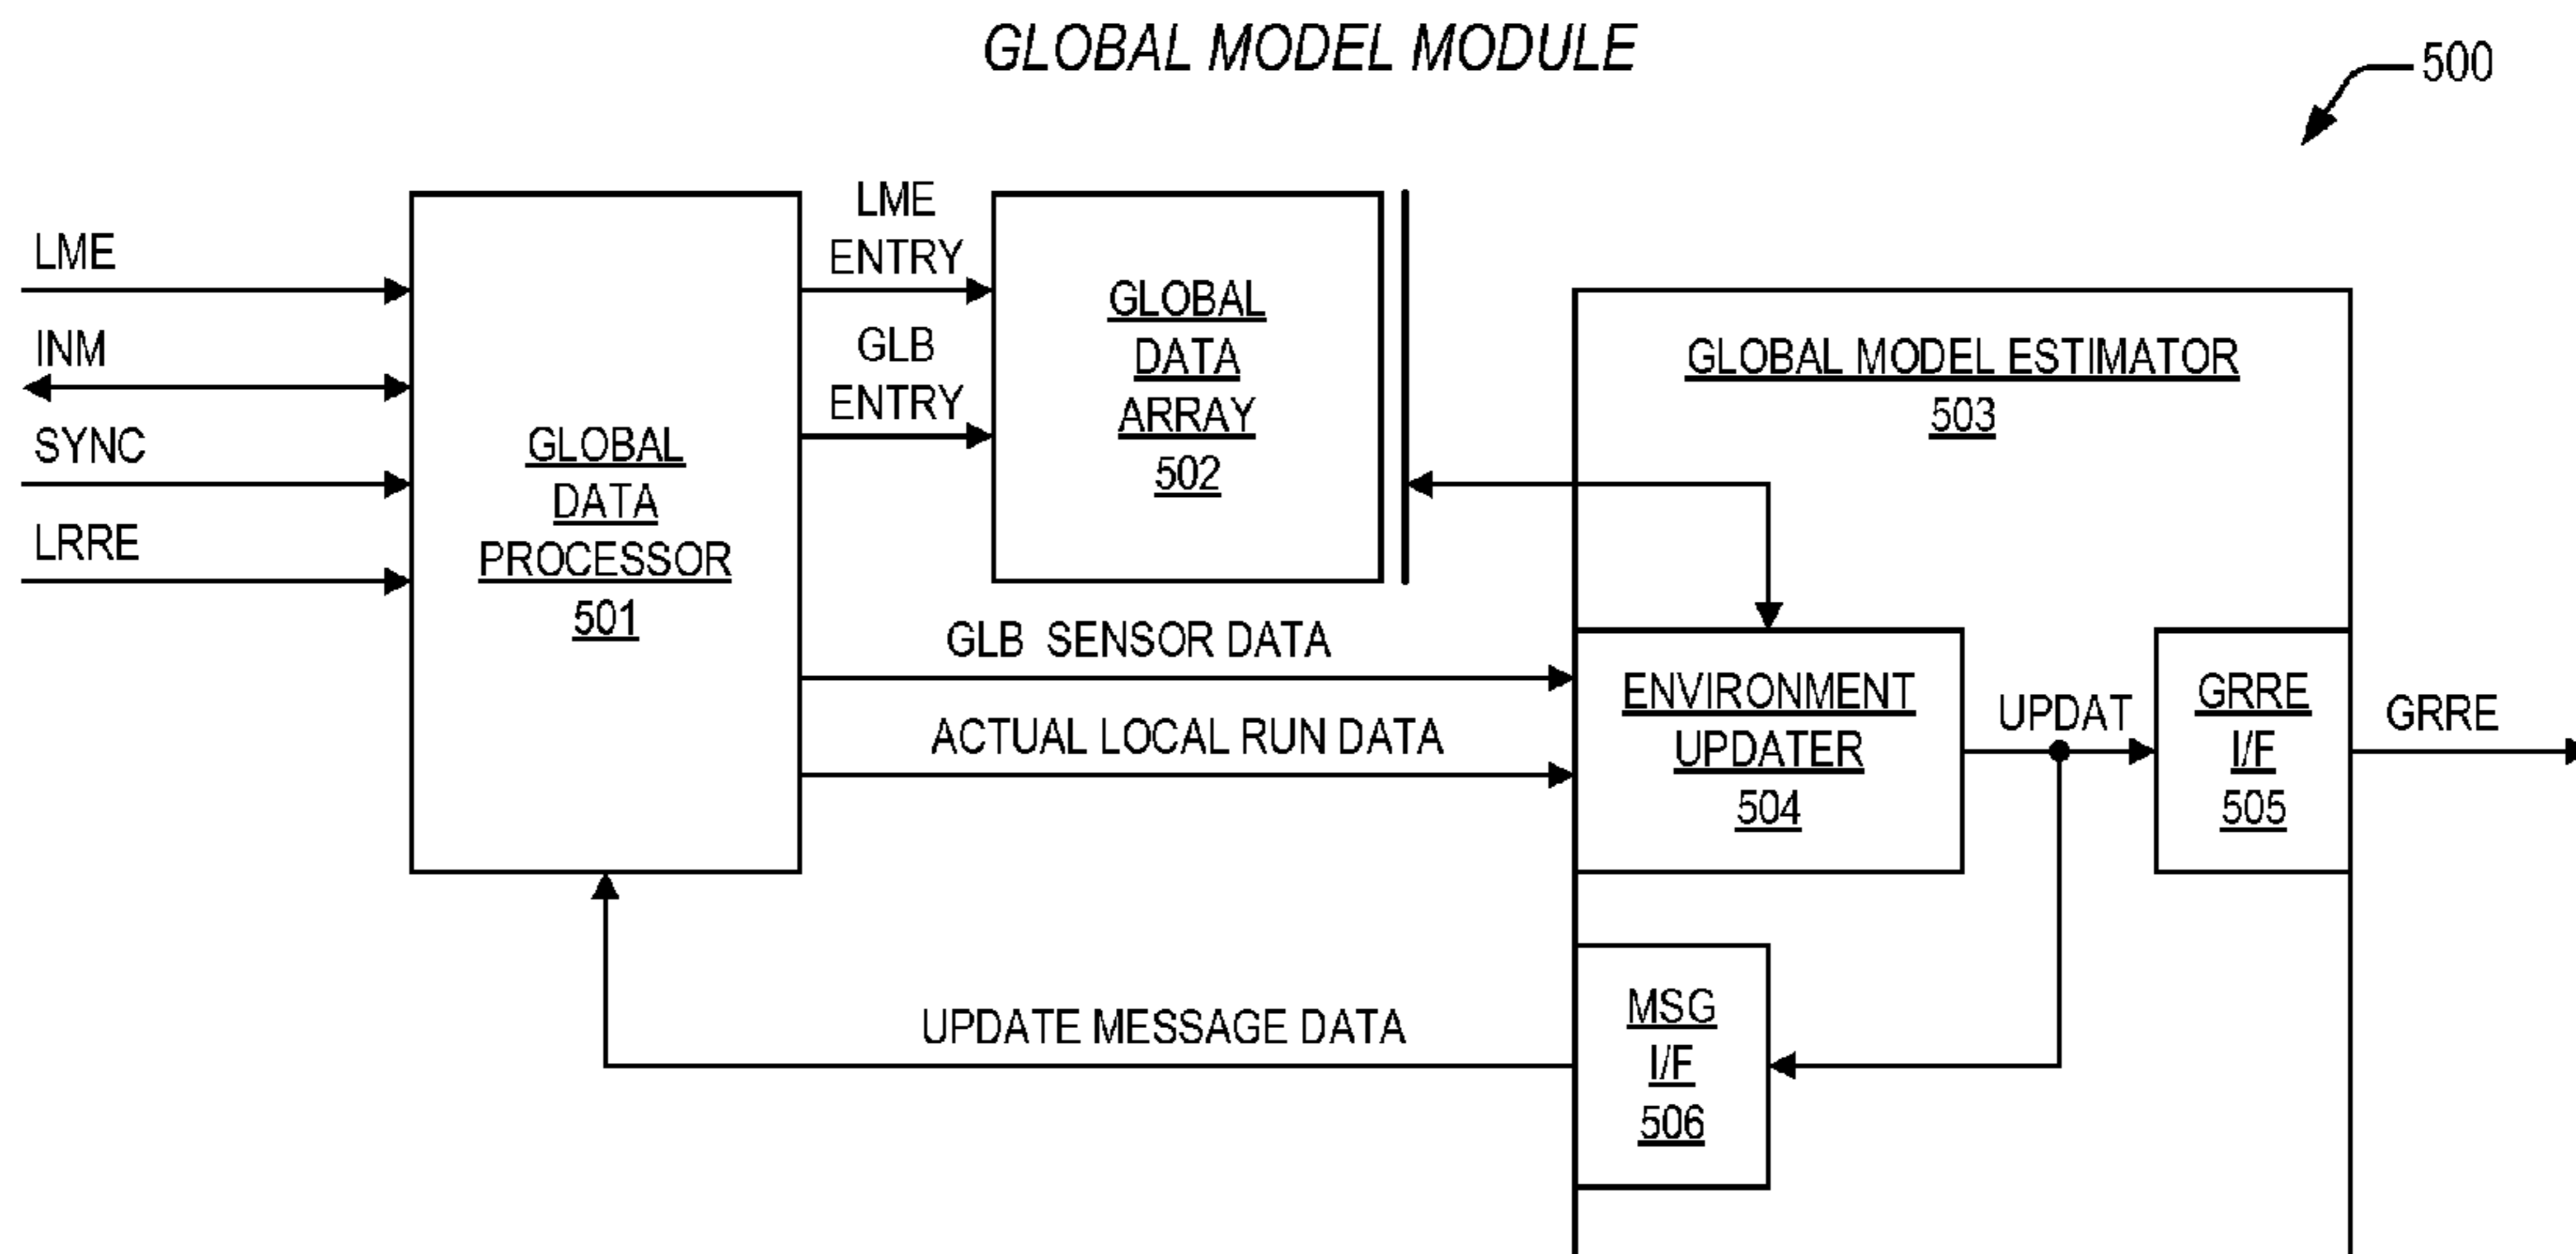 GLOBAL MODEL MODULE
500
LME
INM
SYNC
LRRE
GLOBAL
DATA
PROCESSOR
501
LME
ENTRY
GLB
ENTRY
GLOBAL
DATA
ARRAY
502
GLOBAL MODEL ESTIMATOR
503
GLB SENSOR DATA
ACTUAL LOCAL RUN DATA
ENVIRONMENT
UPDATER
504
UPDAT
GRRE
I/F
505
GRRE
UPDATE MESSAGE DATA
MSG
I/F
506